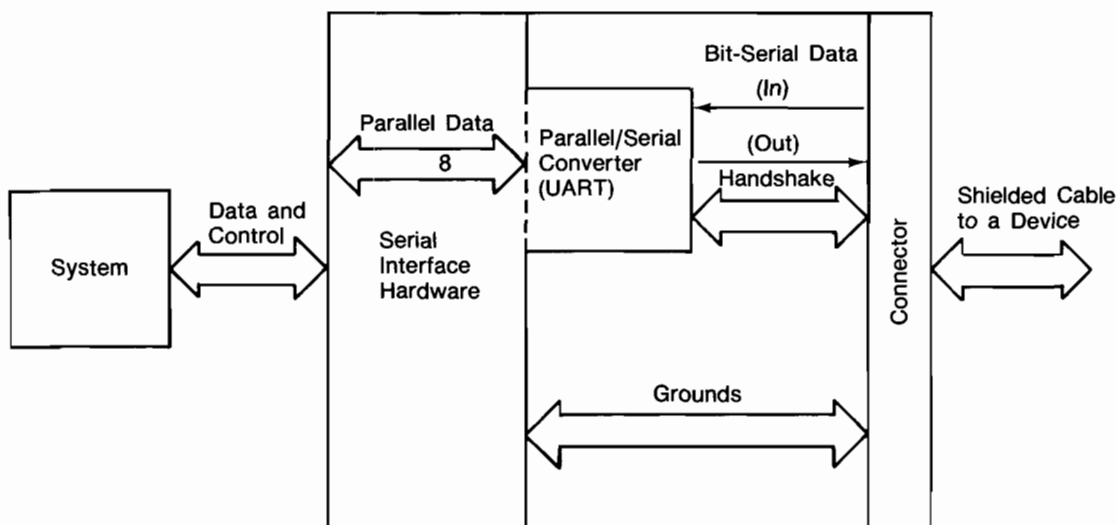 Bit-Serial Data
(In)
Parallel Data
8
Parallel/Serial
Converter
(UART)
(Out)
Handshake
System
Data and
Control
Serial
Interface
Hardware
Connector
Shielded Cable
to a Device
Grounds